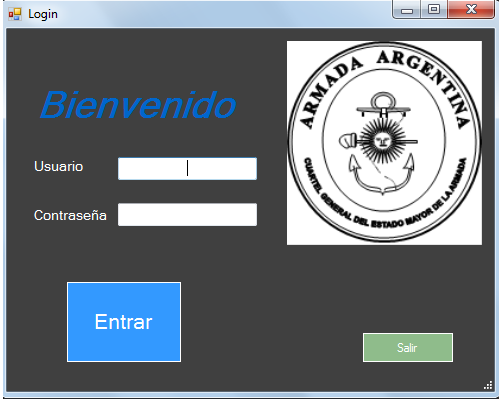 Login
Bienvenido
Usuario
Contraseña
Entrar
ARMADA ARGENTINA
CUARTEL GENERAL DEL ESTADO MAYOR DE LA ARMADA
Salir